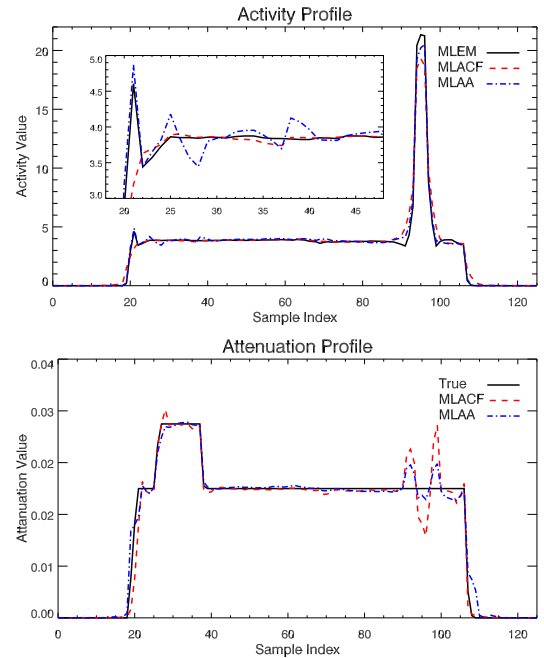 Activity Profile
Activity Value
20
15
10
5
0
MLEM
MLACF
MLAA
5.0
4.5
4.0
3.5
3.0
20 25 30 35 40 45
0 20 40 60 80 100 120
Sample Index
Attenuation Profile
Attanuation Value
0.04
0.03
0.02
0.02
0.01
0.00
True
MLACF
MLAA
0 20 40 60 80 100 120
Sample Index